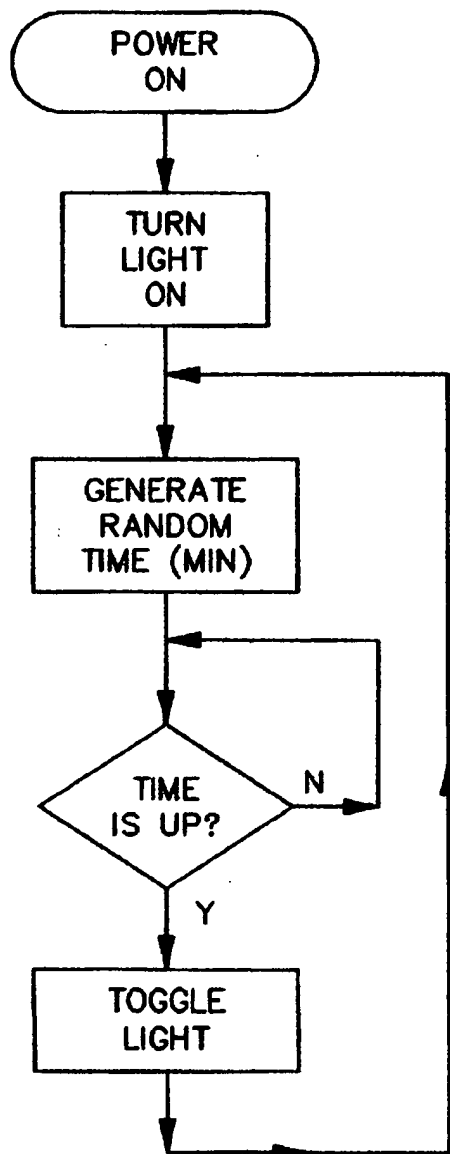 POWER
ON
TURN
LIGHT
ON
GENERATE
RANDOM
TIME (MIN)
TIME
IS UP?
N
Y
TOGGLE
LIGHT